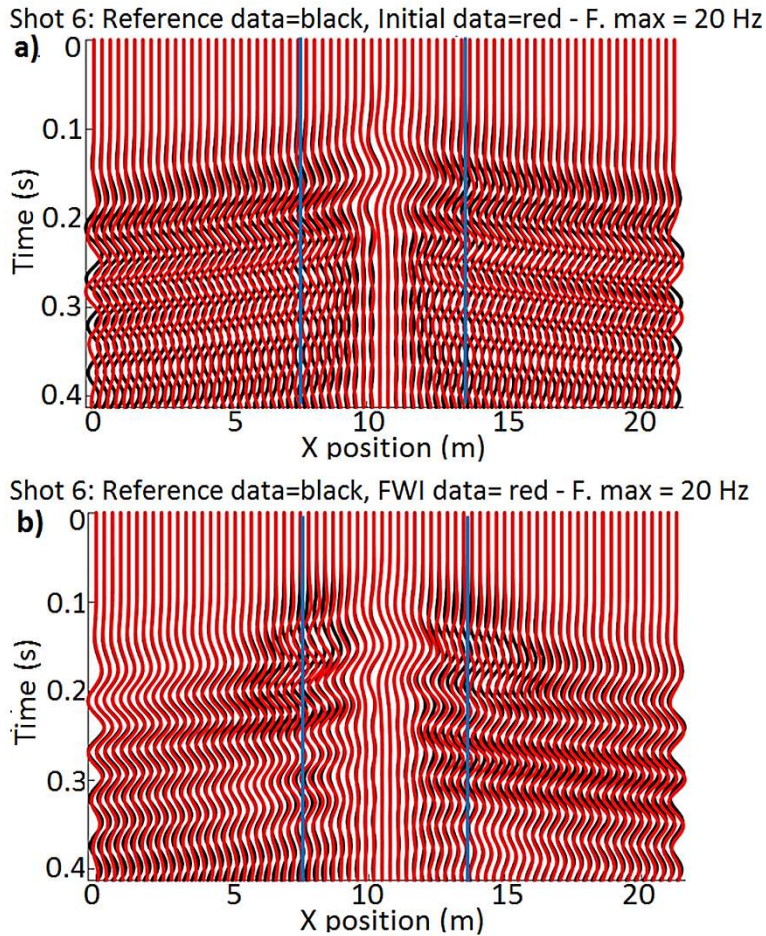 Shot 6: Reference data=black, Initial data=red - F. max = 20 Hz
a)
0
0.1
0.2
0.3
0.4
Time (s)
0 5 10 15 20
X position (m)
Shot 6: Reference data=black, FWI data= red - F. max = 20 Hz
b)
0
0.1
0.2
0.3
0.4
Time (s)
0 5 10 15 20
X position (m)